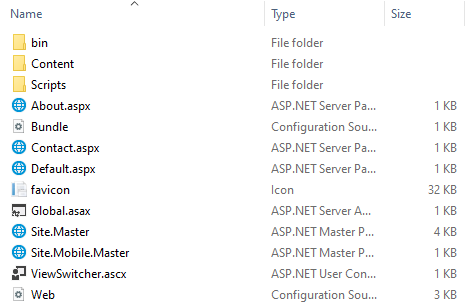 Name Type Size
bin File folder
Content File folder
Scripts File folder
About.aspx ASP.NET Server Pa... 1 KB
Bundle Configuration Sou... 1 KB
Contact.aspx ASP.NET Server Pa... 1 KB
Default.aspx ASP.NET Server Pa... 1 KB
favicon Icon 32 KB
Global.asax ASP.NET Server A... 1 KB
Site.Master ASP.NET Master P... 4 KB
Site.Mobile.Master ASP.NET Master P... 1 KB
ViewSwitcher.ascx ASP.NET User Con... 1 KB
Web Configuration Sou... 3 KB